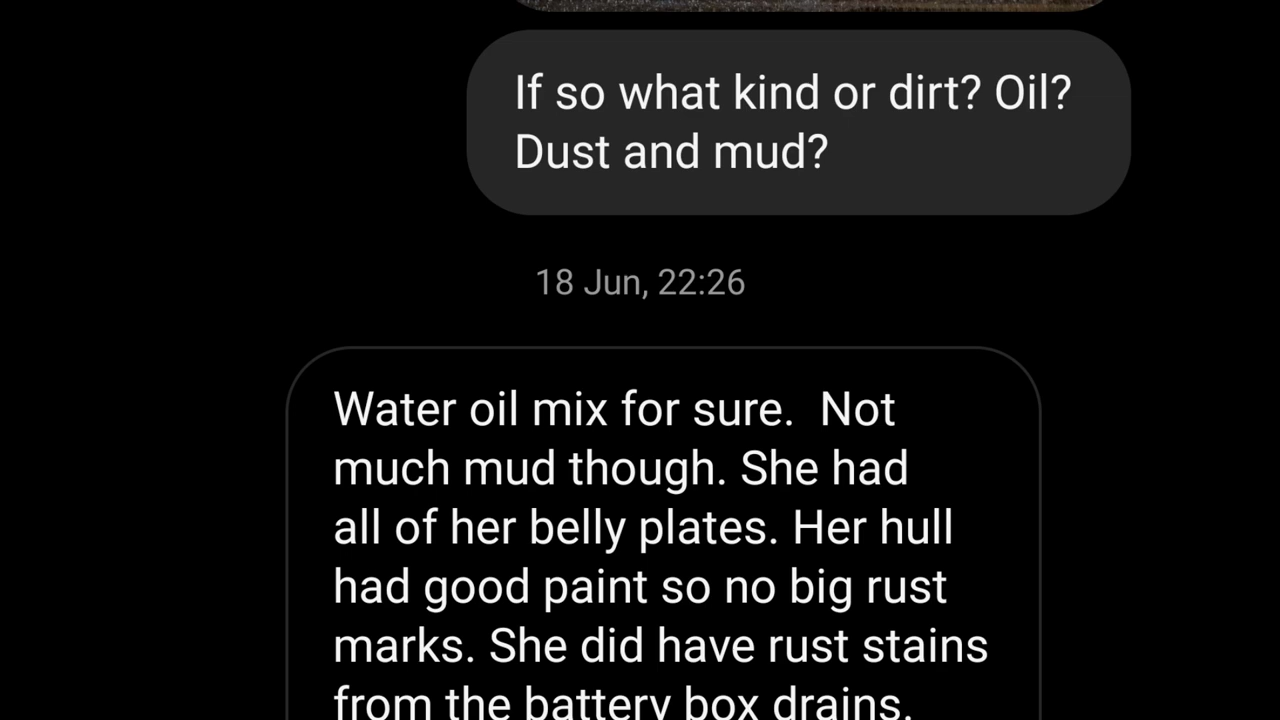 If so what kind or dirt? Oil?
Dust and mud?
18 Jun, 22:26
Water oil mix for sure.  Not
much mud though. She had
all of her belly plates. Her hull
had good paint so no big rust
marks. She did have rust stains
from the battery box drains.